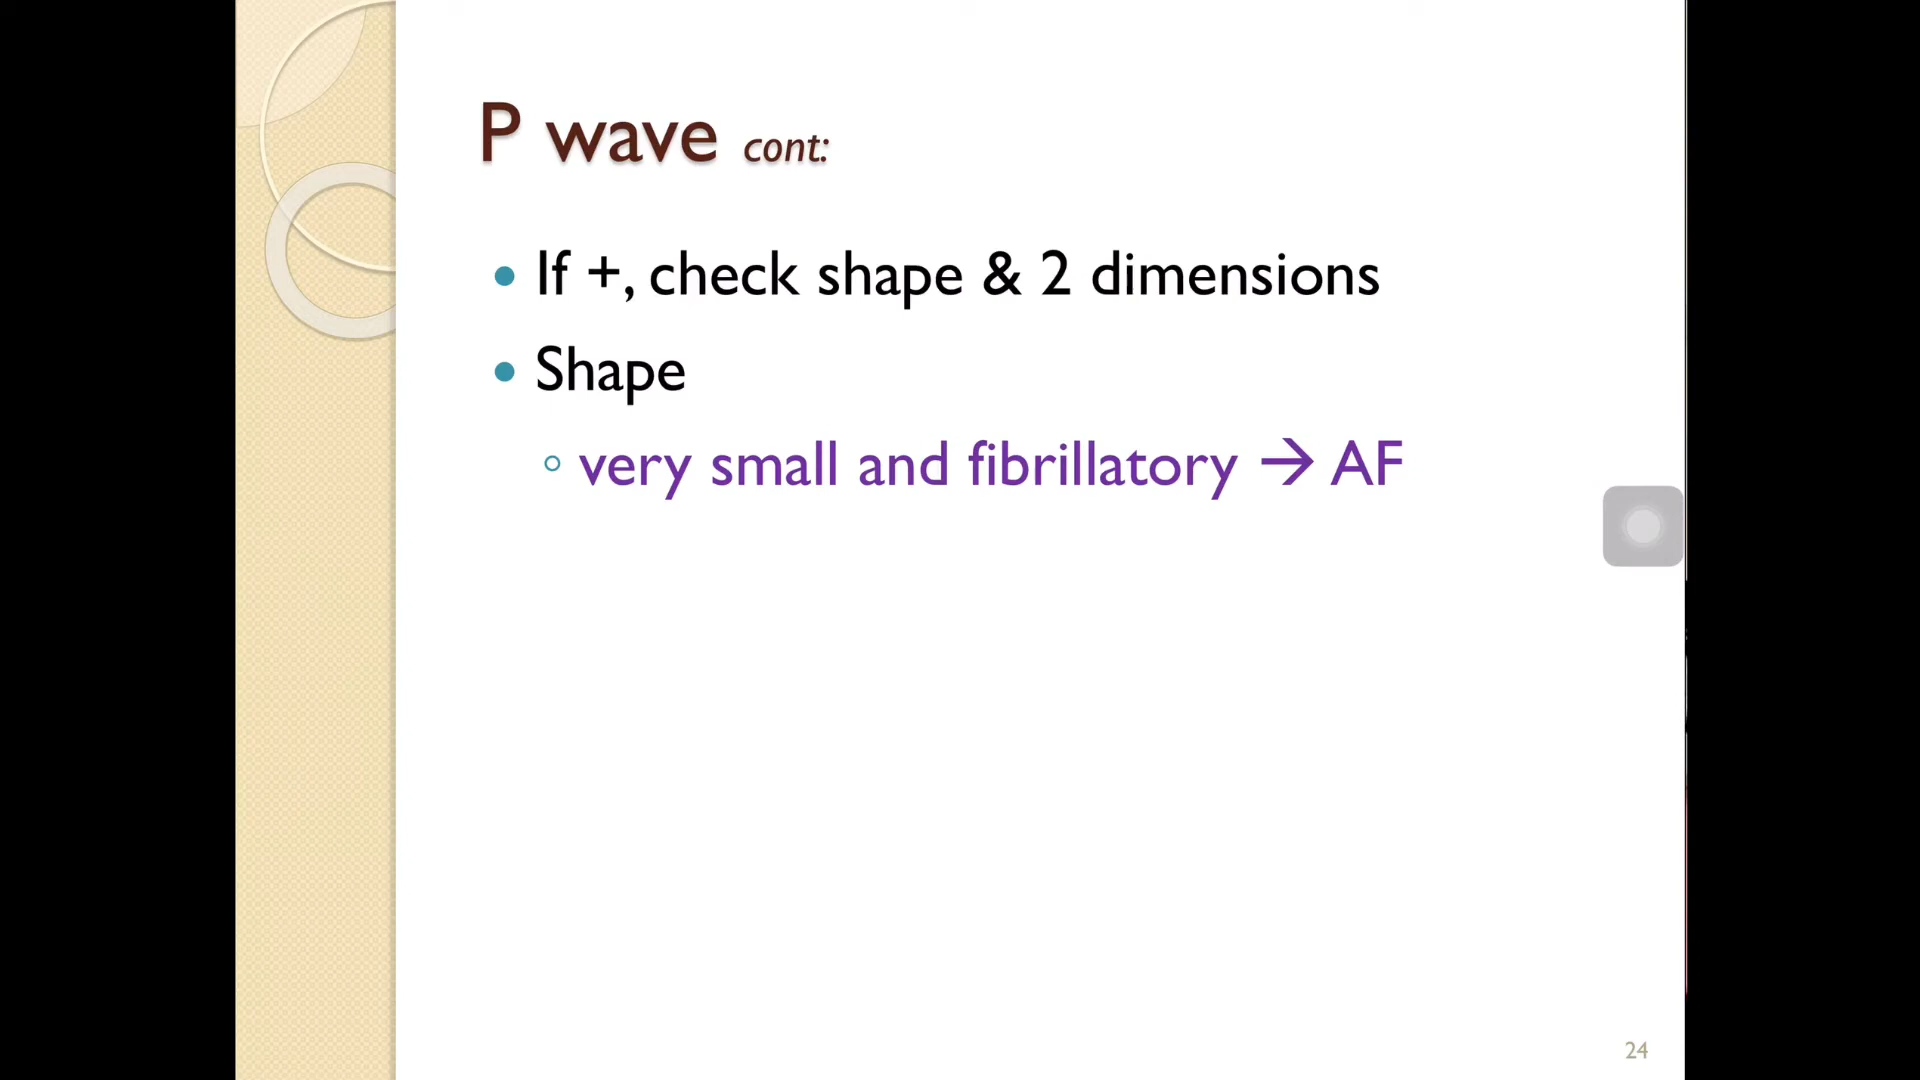 P wave cont:
• If +, check shape & 2 dimensions
• Shape
◦ very small and fibrillatory → AF
24